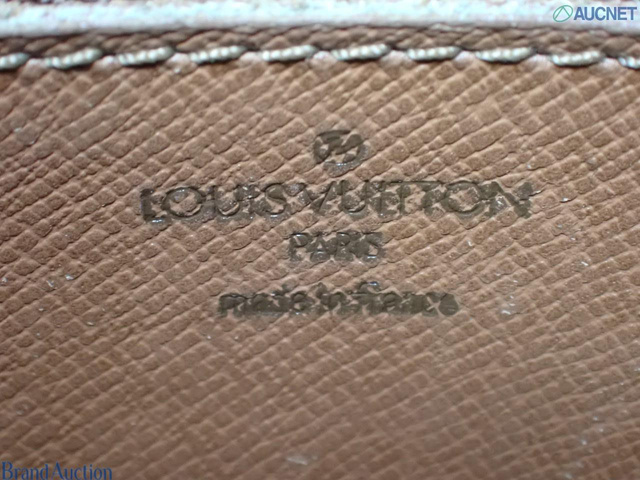 AUCNET
LOUIS VUITTON
PARIS
made in France
Brand Auction